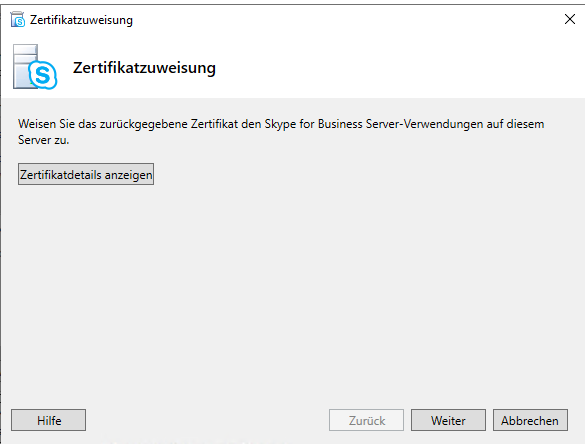 Zertifikatzuweisung
Zertifikatzuweisung
Weisen Sie das zurückgegebene Zertifikat den Skype for Business Server-Verwendungen auf diesem
Server zu.
Zertifikatdetails anzeigen
Hilfe
Zurück
Weiter
Abbrechen